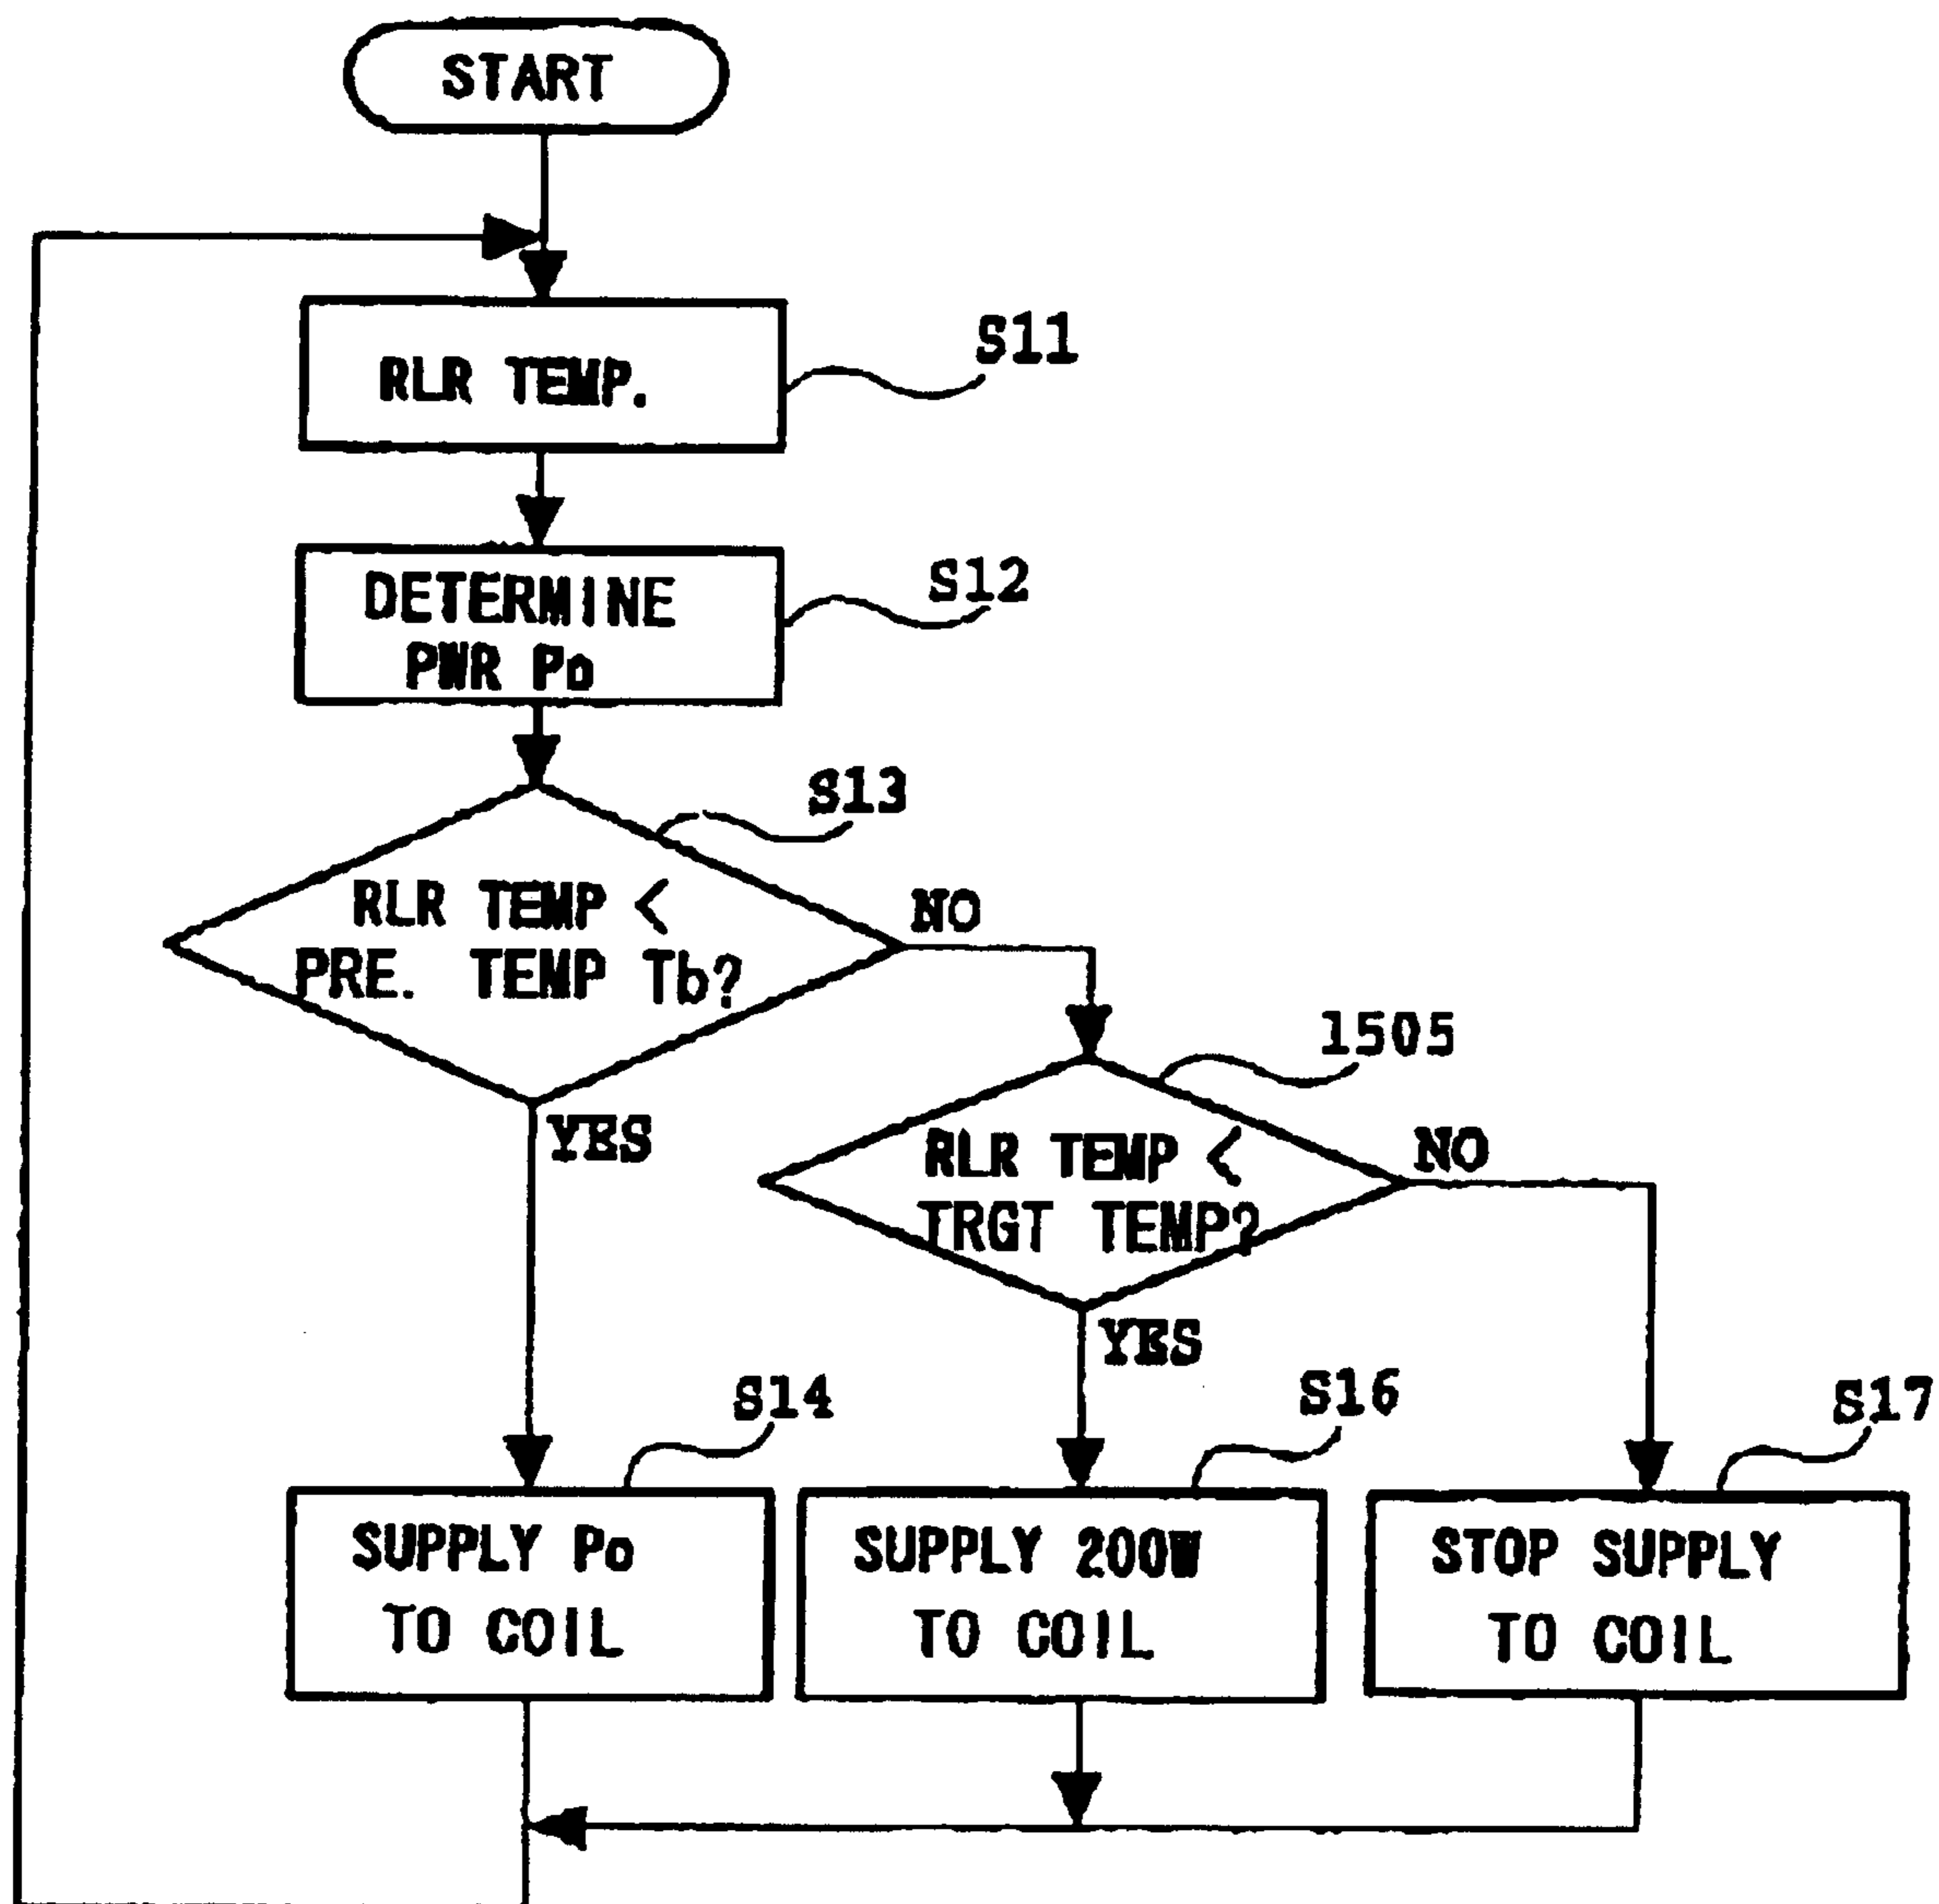 START
RLR TEMP.
S11
DETERMINE
PWR Po
S12
S13
RLR TEMP <
PRE. TEMP Tb?
NO
YES
1505
RLR TEMP <
TRGT TEMP?
NO
YES
S14
SUPPLY Po
TO COIL
S16
SUPPLY 200W
TO COIL
S17
STOP SUPPLY
TO COIL